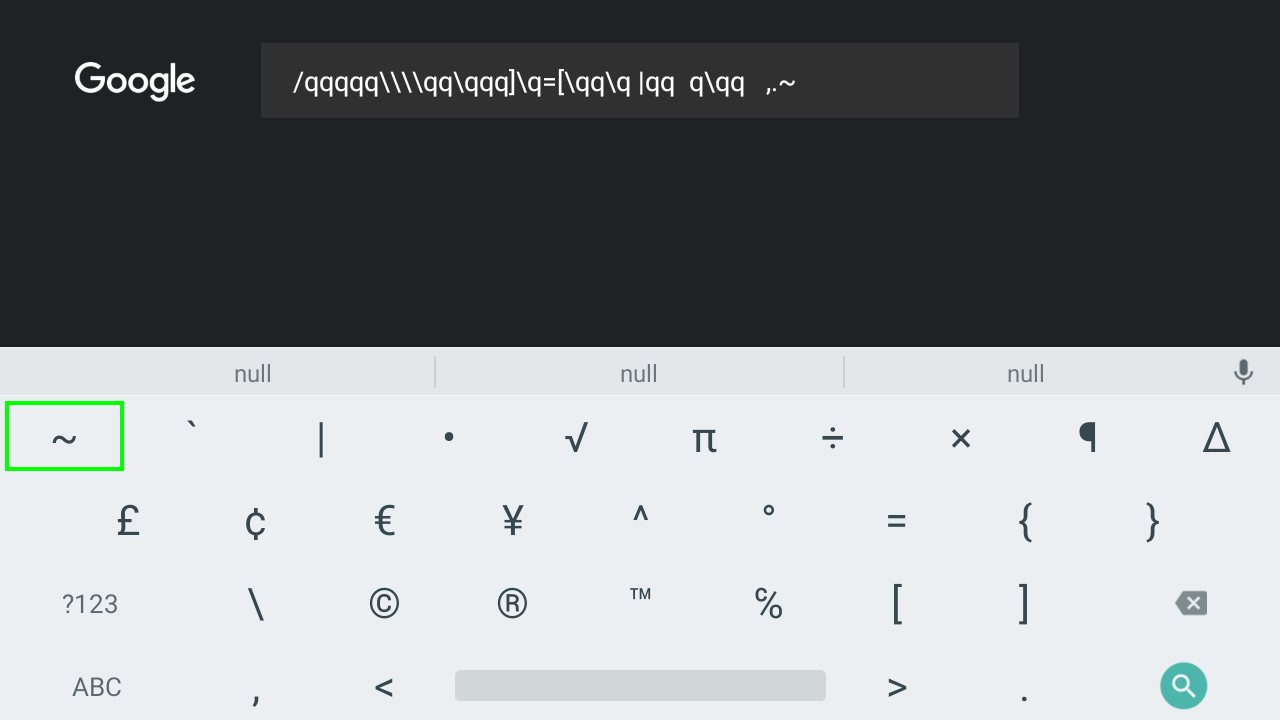 Google
/qqqqq\\\\qq\qqq]\q=[\qq\q |qq  q\qq   ,.~
null null null
~ ` | • √ π ÷ × ¶ Δ
£ ¢ € ¥ ^ ° = { }
?123 \ © ® ™ ℅ [ ]
ABC , < > .